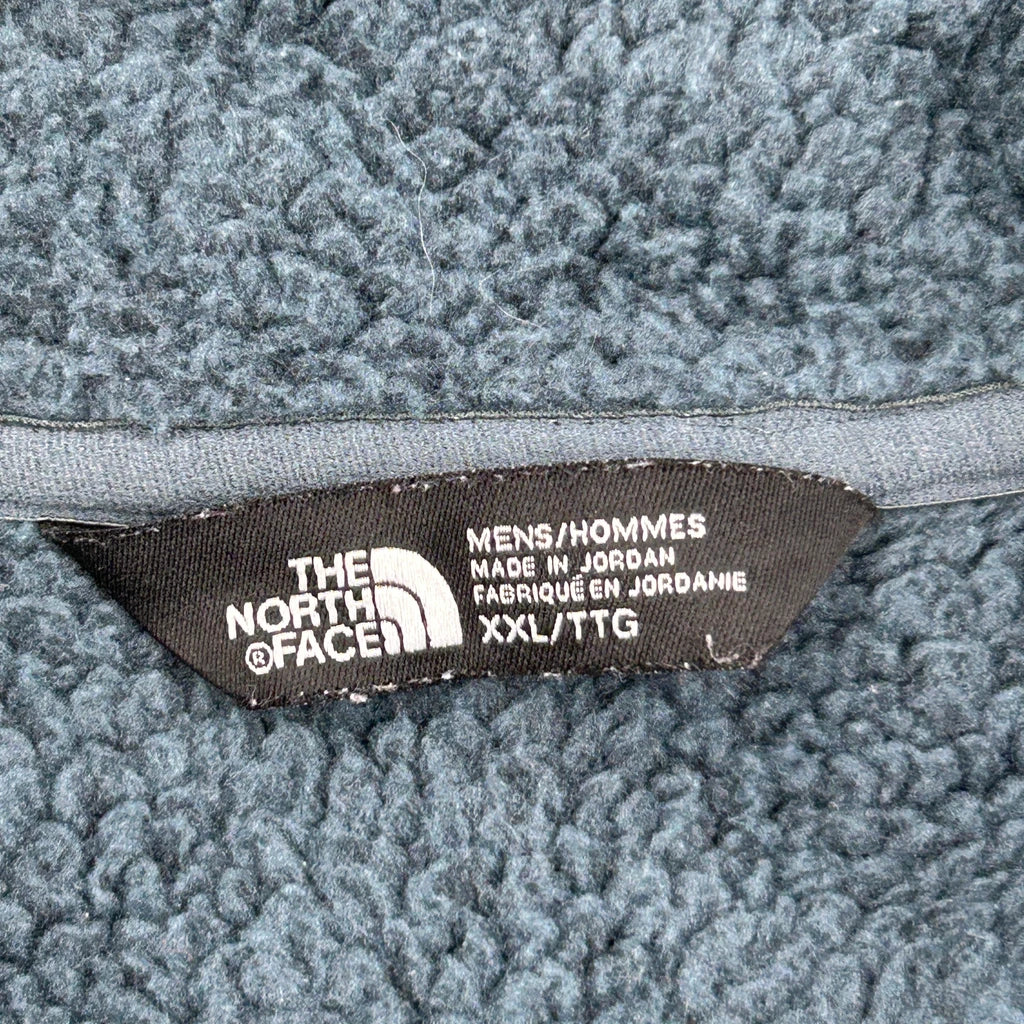 THE
NORTH
®FACE
MENS/HOMMES
MADE IN JORDAN
FABRIQUÉ EN JORDANIE
XXL/TTG